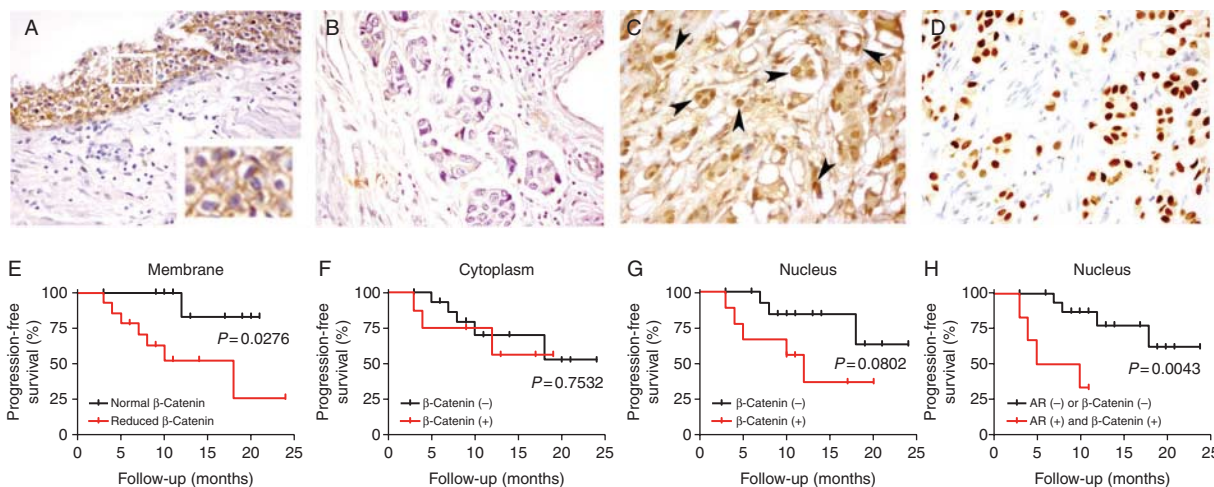 A
B
C
D
E
Membrane
Progression-free
survival (%)
100
75
50
25
0
P=0.0276
Normal β-Catenin
Reduced β-Catenin
0 5 10 15 20 25
Follow-up (months)
F
Cytoplasm
Progression-free
survival (%)
100
75
50
25
0
P=0.7532
β-Catenin (–)
β-Catenin (+)
0 5 10 15 20 25
Follow-up (months)
G
Nucleus
Progression-free
survival (%)
100
75
50
25
0
P=0.0802
β-Catenin (–)
β-Catenin (+)
0 5 10 15 20 25
Follow-up (months)
H
Nucleus
Progression-free
survival (%)
100
75
50
25
0
P=0.0043
AR (–) or β-Catenin (–)
AR (+) and β-Catenin (+)
0 5 10 15 20 25
Follow-up (months)